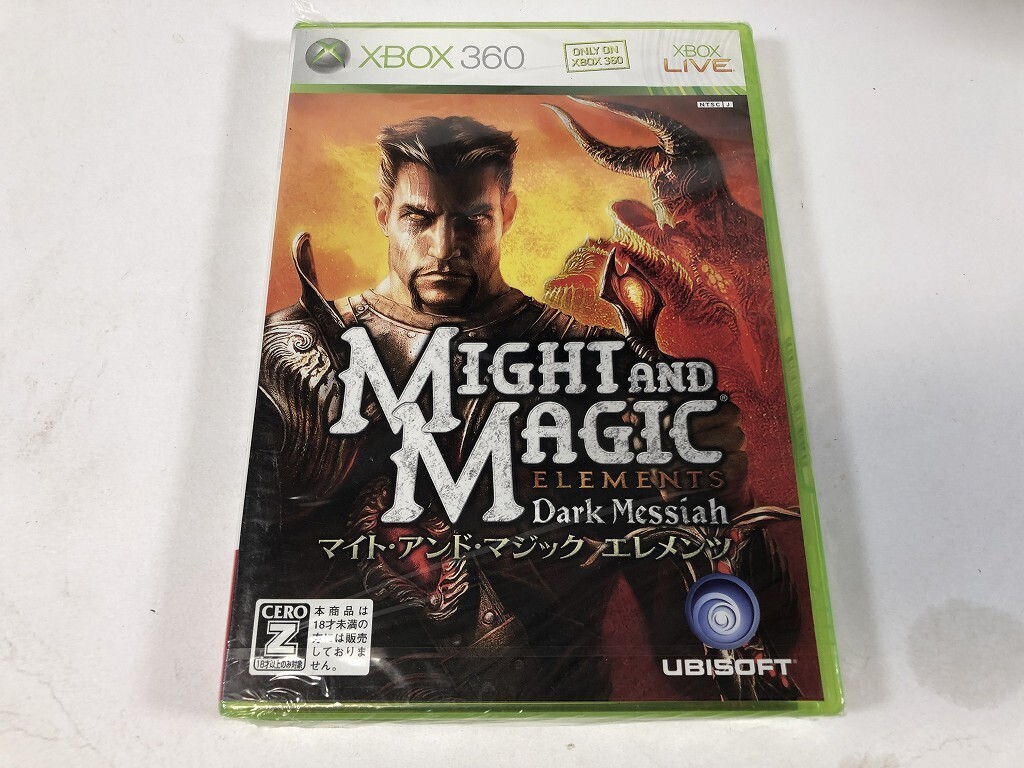 XBOX 360
ONLY ON
XBOX 360
XBOX
LIVE
NTSC J
MIGHT AND
MAGIC®
ELEMENTS
Dark Messiah
マイト・アンド・マジック エレメンツ
CERO
Z
18才以上のみ対象
本商品は
18才未満の
方には販売
しておりま
せん。
UBISOFT